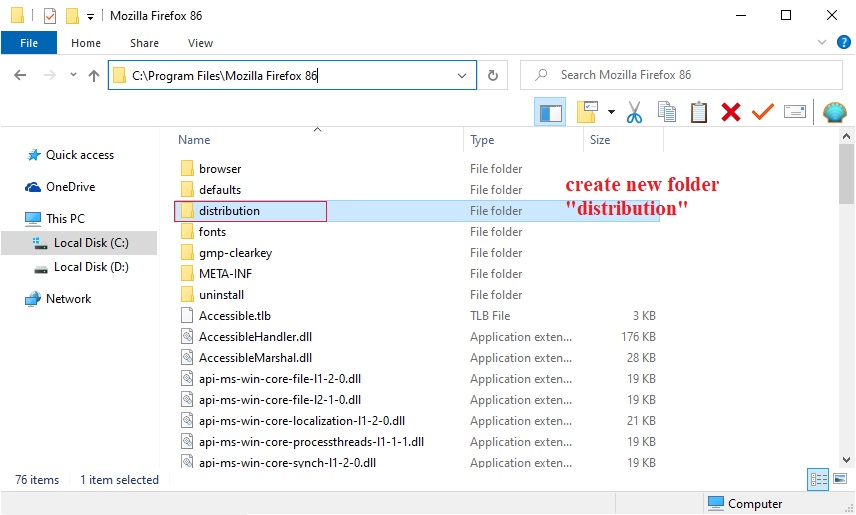 Mozilla Firefox 86
File Home Share View
C:\Program Files\Mozilla Firefox 86
Search Mozilla Firefox 86
Quick access
OneDrive
This PC
Local Disk (C:)
Local Disk (D:)
Network
Name Type Size
browser File folder
defaults File folder
distribution File folder
fonts File folder
gmp-clearkey File folder
META-INF File folder
uninstall File folder
Accessible.tlb TLB File 3 KB
AccessibleHandler.dll Application exten... 176 KB
AccessibleMarshal.dll Application exten... 28 KB
api-ms-win-core-file-l1-2-0.dll Application exten... 19 KB
api-ms-win-core-file-l2-1-0.dll Application exten... 19 KB
api-ms-win-core-localization-l1-2-0.dll Application exten... 21 KB
api-ms-win-core-processthreads-l1-1-1.dll Application exten... 19 KB
api-ms-win-core-synch-l1-2-0.dll Application exten... 19 KB
create new folder
"distribution"
76 items 1 item selected
Computer